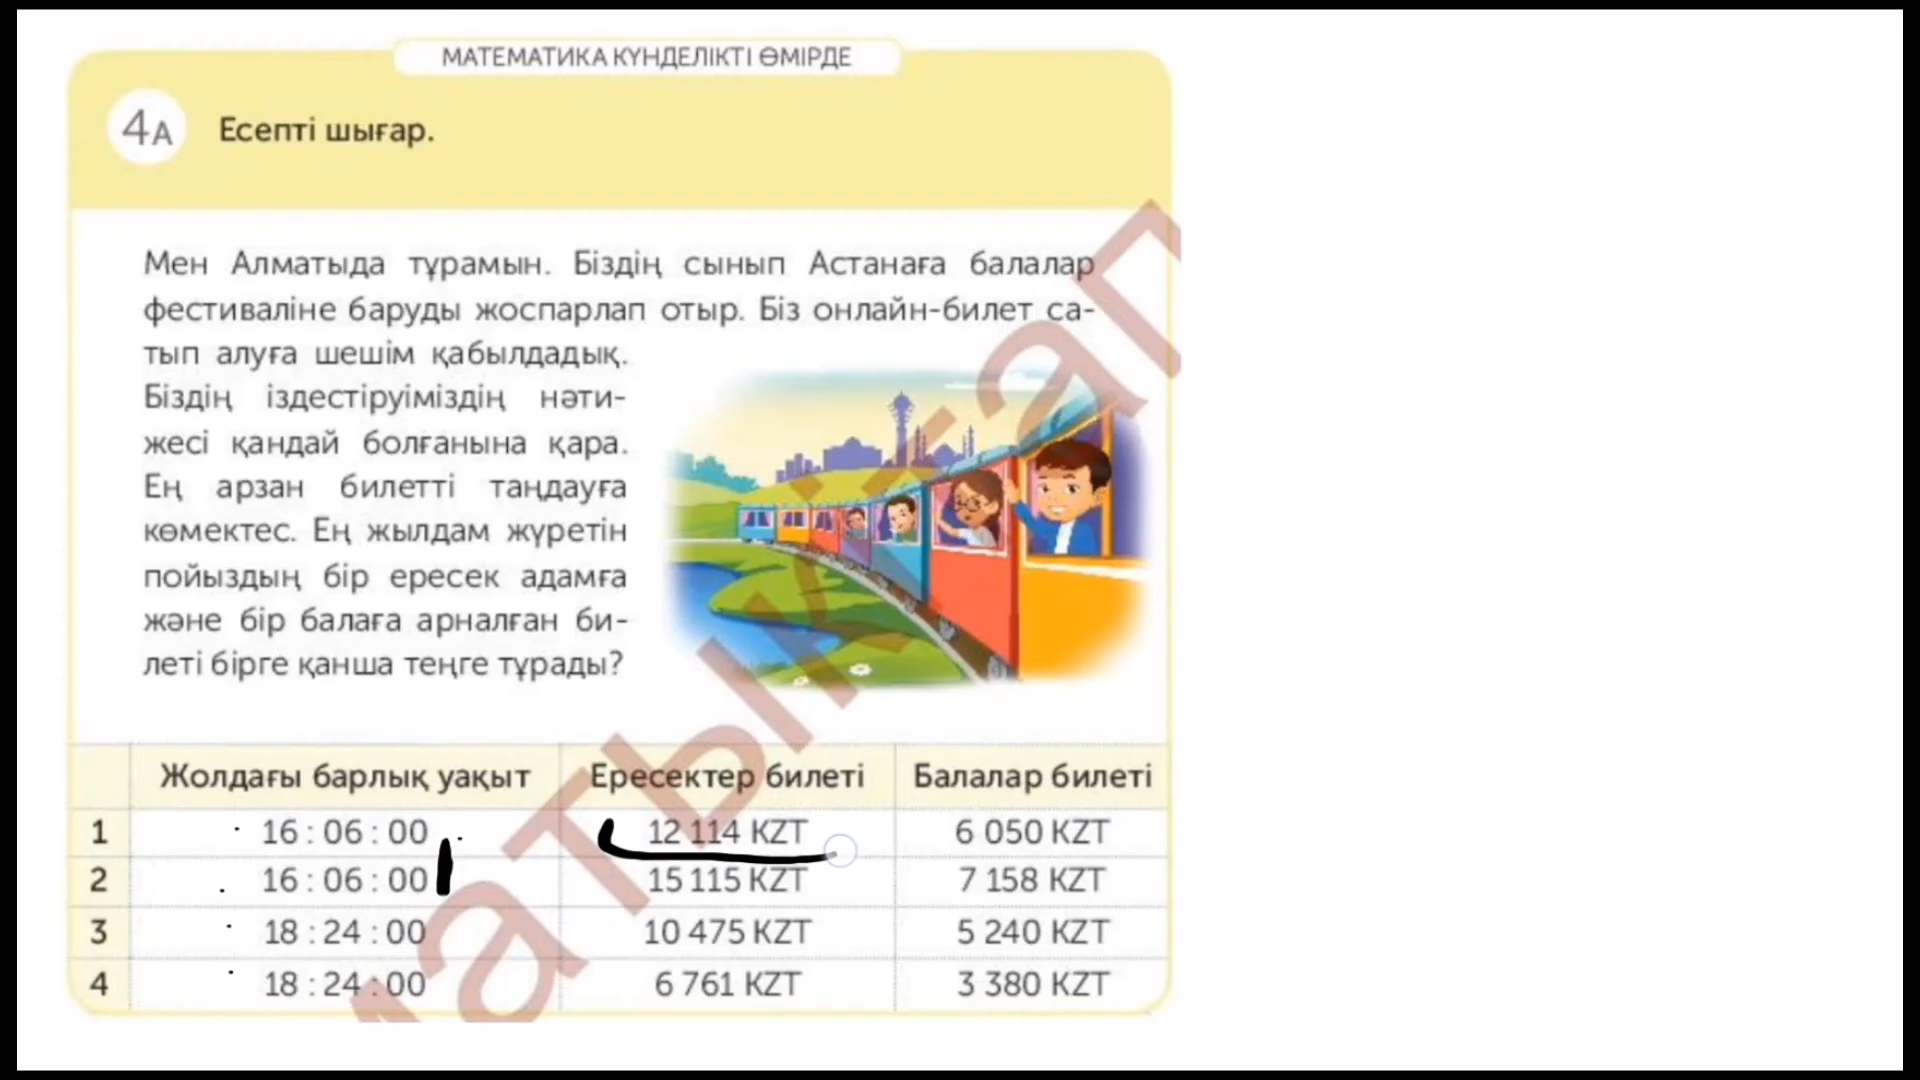 МАТЕМАТИКА КҮНДЕЛІКТІ ӨМІРДЕ
4А Есепті шығар.
Мен Алматыда тұрамын. Біздің сынып Астанаға балалар
фестиваліне баруды жоспарлап отыр. Біз онлайн-билет са-
тып алуға шешім қабылдадық.
Біздің іздестіруіміздің нәти-
жесі қандай болғанына қара.
Ең арзан билетті таңдауға
көмектес. Ең жылдам жүретін
пойыздың бір ересек адамға
және бір балаға арналған би-
леті бірге қанша теңге тұрады?
Жолдағы барлық уақыт Ересектер билеті Балалар билеті
1 16 : 06 : 00 12 114 KZT 6 050 KZT
2 16 : 06 : 00 15 115 KZT 7 158 KZT
3 18 : 24 : 00 10 475 KZT 5 240 KZT
4 18 : 24 : 00 6 761 KZT 3 380 KZT